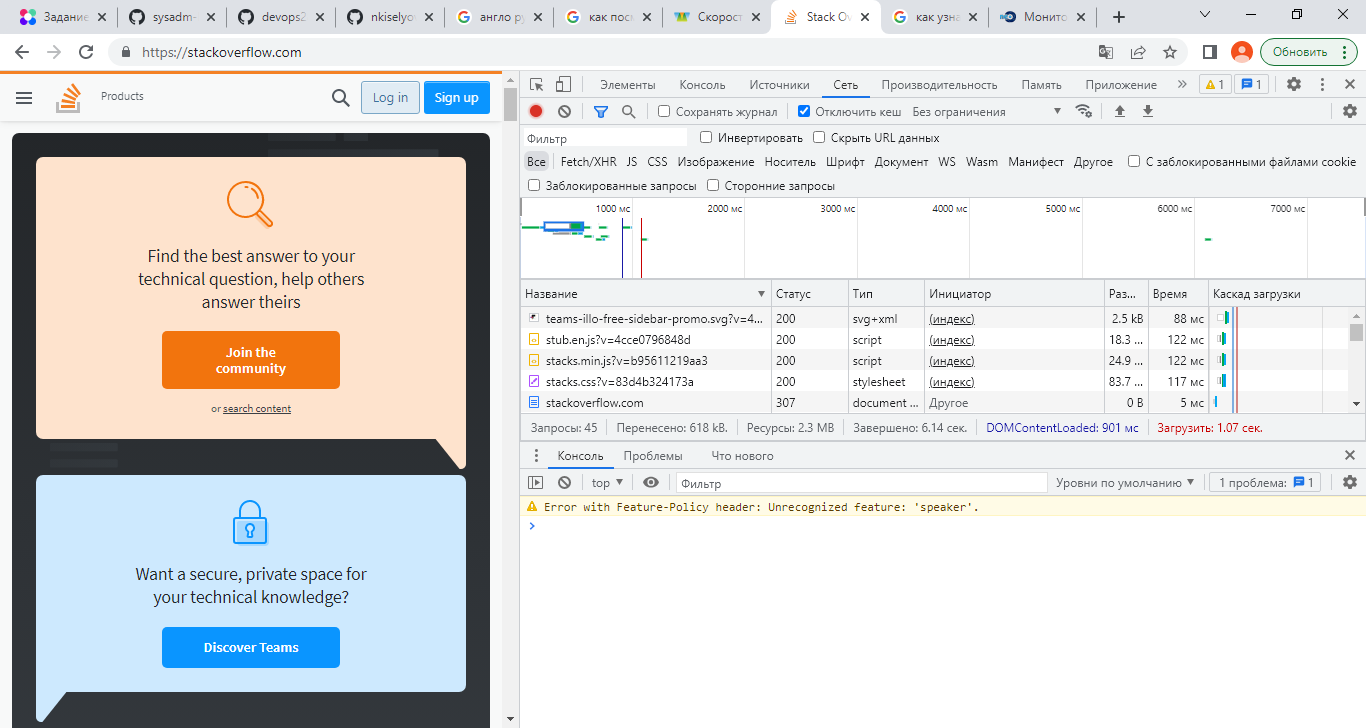 Задание
sysadm-
devops2
nkiselyo
англо ру
как пос
Скорост
Stack Ov
как узна
Монито
https://stackoverflow.com
Обновить
Products
Log in
Sign up
Find the best answer to your
technical question, help others
answer theirs
Join the
community
or search content
Want a secure, private space for
your technical knowledge?
Discover Teams
Элементы Консоль Источники Сеть Производительность Память Приложение » 1 1
Сохранять журнал Отключить кеш Без ограничения
Фильтр Инвертировать Скрыть URL данных
Все Fetch/XHR JS CSS Изображение Носитель Шрифт Документ WS Wasm Манифест Другое С заблокированными файлами cookie
Заблокированные запросы Сторонние запросы
1000 мс 2000 мс 3000 мс 4000 мс 5000 мс 6000 мс 7000 мс
Название Статус Тип Инициатор Раз... Время Каскад загрузки
teams-illo-free-sidebar-promo.svg?v=4... 200 svg+xml (индекс) 2.5 kB 88 мс
stub.en.js?v=4cce0796848d 200 script (индекс) 18.3 ... 122 мс
stacks.min.js?v=b95611219aa3 200 script (индекс) 24.9 ... 122 мс
stacks.css?v=83d4b324173a 200 stylesheet (индекс) 83.7 ... 117 мс
stackoverflow.com 307 document ... Другое 0 B 5 мс
Запросы: 45 Перенесено: 618 kB. Ресурсы: 2.3 MB Завершено: 6.14 сек. DOMContentLoaded: 901 мс Загрузить: 1.07 сек.
Консоль Проблемы Что нового
top Фильтр Уровни по умолчанию 1 проблема: 1
Error with Feature-Policy header: Unrecognized feature: 'speaker'.